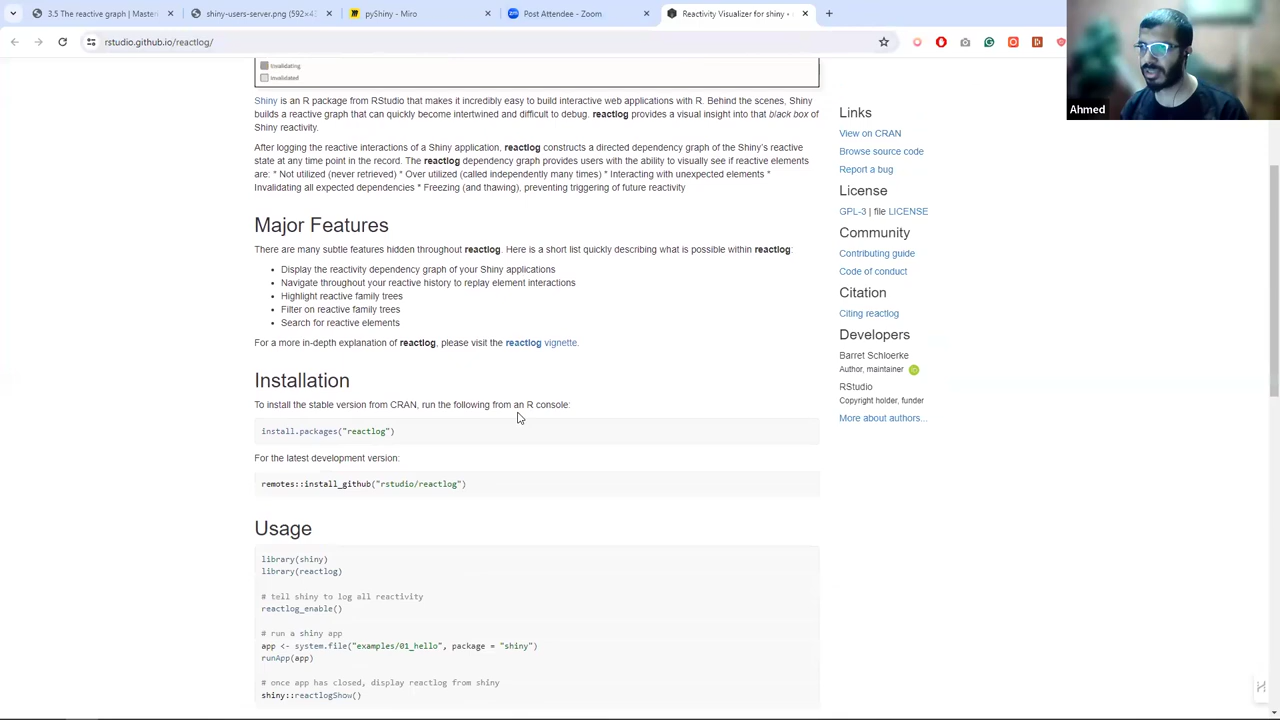 3.5 The reactive graph | Master
shiny-users-server.png (592×43
pyShiny - Miro
Post Attendee - Zoom
Reactivity Visualizer for shiny •
rstudio.github.io/reactlog/
Ahmed
Invalidating
Invalidated
Shiny is an R package from RStudio that makes it incredibly easy to build interactive web applications with R. Behind the scenes, Shiny
builds a reactive graph that can quickly become intertwined and difficult to debug. reactlog provides a visual insight into that black box of
Shiny reactivity.
After logging the reactive interactions of a Shiny application, reactlog constructs a directed dependency graph of the Shiny's reactive
state at any time point in the record. The reactlog dependency graph provides users with the ability to visually see if reactive elements
are: * Not utilized (never retrieved) * Over utilized (called independently many times) * Interacting with unexpected elements *
Invalidating all expected dependencies * Freezing (and thawing), preventing triggering of future reactivity
Major Features
There are many subtle features hidden throughout reactlog. Here is a short list quickly describing what is possible within reactlog:
• Display the reactivity dependency graph of your Shiny applications
• Navigate throughout your reactive history to replay element interactions
• Highlight reactive family trees
• Filter on reactive family trees
• Search for reactive elements
For a more in-depth explanation of reactlog, please visit the reactlog vignette.
Installation
To install the stable version from CRAN, run the following from an R console:
install.packages("reactlog")
For the latest development version:
remotes::install_github("rstudio/reactlog")
Usage
library(shiny)
library(reactlog)
# tell shiny to log all reactivity
reactlog_enable()
# run a shiny app
app <- system.file("examples/01_hello", package = "shiny")
runApp(app)
# once app has closed, display reactlog from shiny
shiny::reactlogShow()
Links
View on CRAN
Browse source code
Report a bug
License
GPL-3 | file LICENSE
Community
Contributing guide
Code of conduct
Citation
Citing reactlog
Developers
Barret Schloerke
Author, maintainer
RStudio
Copyright holder, funder
More about authors...